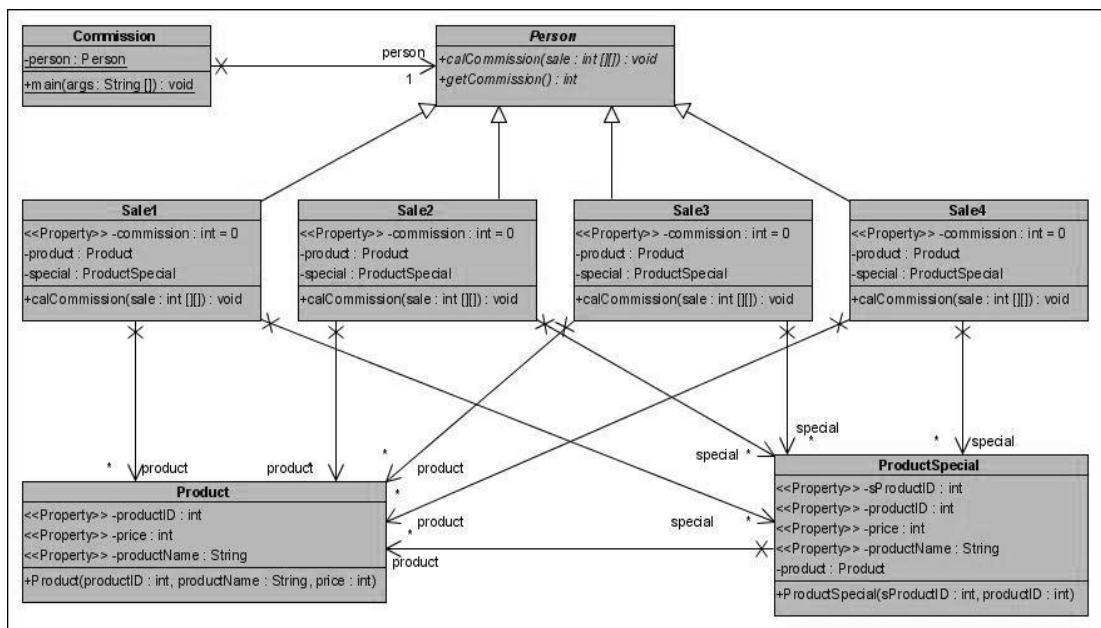 Commission
-person : Person
+main(args : String []) : void
person
1
Person
+calCommission(sale : int [][]) : void
+getCommission() : int
Sale1
<<Property>> -commission : int = 0
-product : Product
-special : ProductSpecial
+calCommission(sale : int [][]) : void
Sale2
<<Property>> -commission : int = 0
-product : Product
-special : ProductSpecial
+calCommission(sale : int [][]) : void
Sale3
<<Property>> -commission : int = 0
-product : Product
-special : ProductSpecial
+calCommission(sale : int [][]) : void
Sale4
<<Property>> -commission : int = 0
-product : Product
-special : ProductSpecial
+calCommission(sale : int [][]) : void
* product
* product
* product
* product
* product
special *
special *
special *
* special
Product
<<Property>> -productID : int
<<Property>> -price : int
<<Property>> -productName : String
+Product(productID : int, productName : String, price : int)
ProductSpecial
<<Property>> -sProductID : int
<<Property>> -productID : int
<<Property>> -price : int
<<Property>> -productName : String
-product : Product
+ProductSpecial(sProductID : int, productID : int)